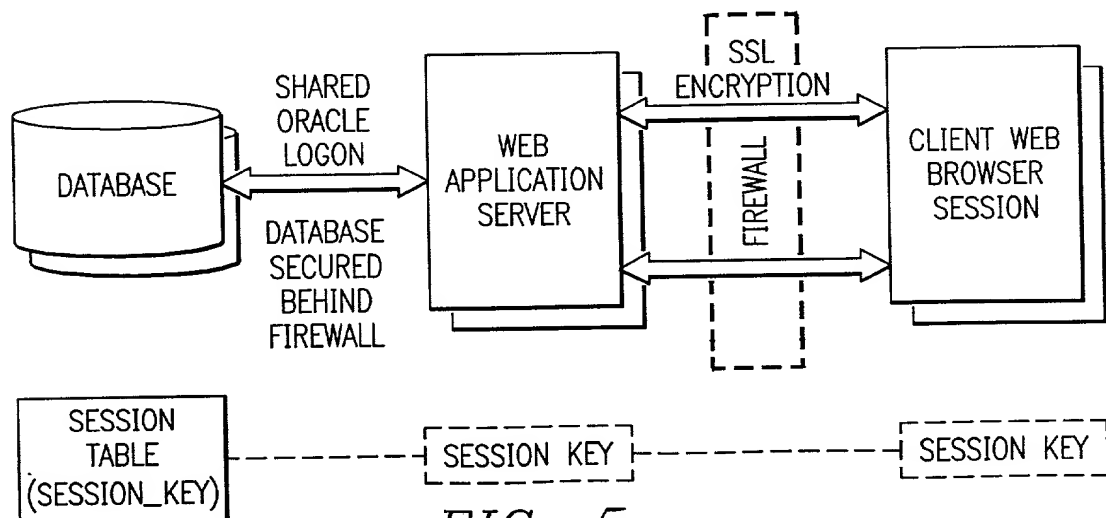 DATABASE
SHARED
ORACLE
LOGON
DATABASE
SECURED
BEHIND
FIREWALL
WEB
APPLICATION
SERVER
SSL
ENCRYPTION
FIREWALL
CLIENT WEB
BROWSER
SESSION
SESSION
TABLE
(SESSION_KEY)
SESSION KEY
SESSION KEY